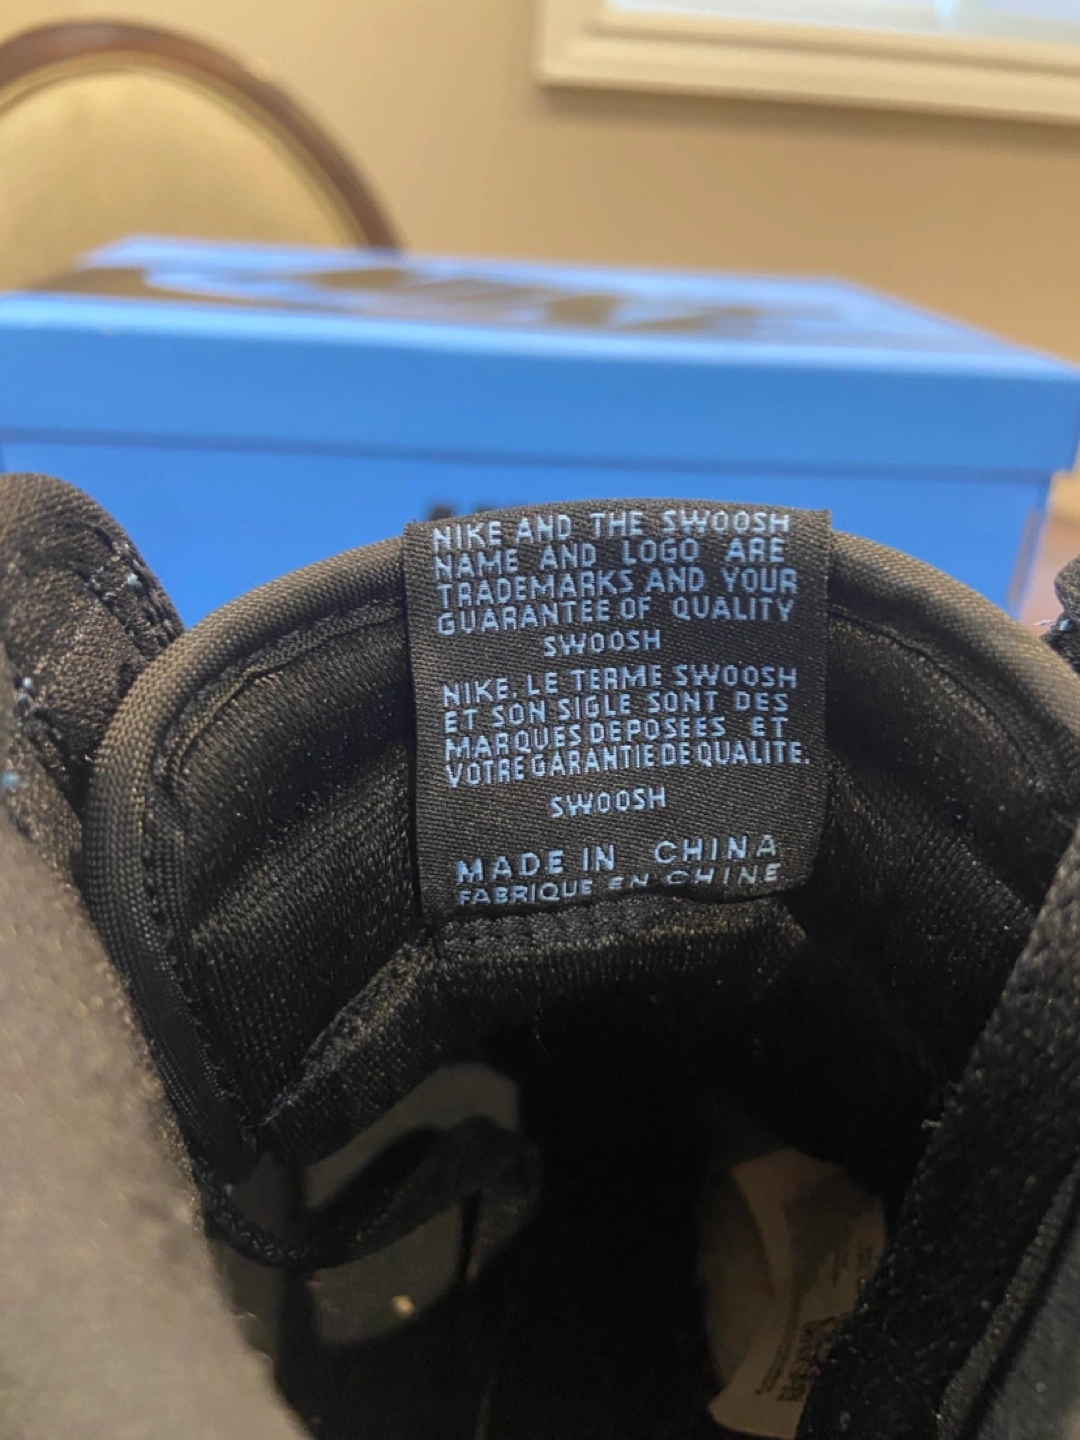 NIKE AND THE SWOOSH
NAME AND LOGO ARE
TRADEMARKS AND YOUR
GUARANTEE OF QUALITY
SWOOSH
NIKE, LE TERME SWOOSH
ET SON SIGLE SONT DES
MARQUES DEPOSEES ET
VOTRE GARANTIE DE QUALITE.
SWOOSH
MADE IN CHINA
FABRIQUE EN CHINE